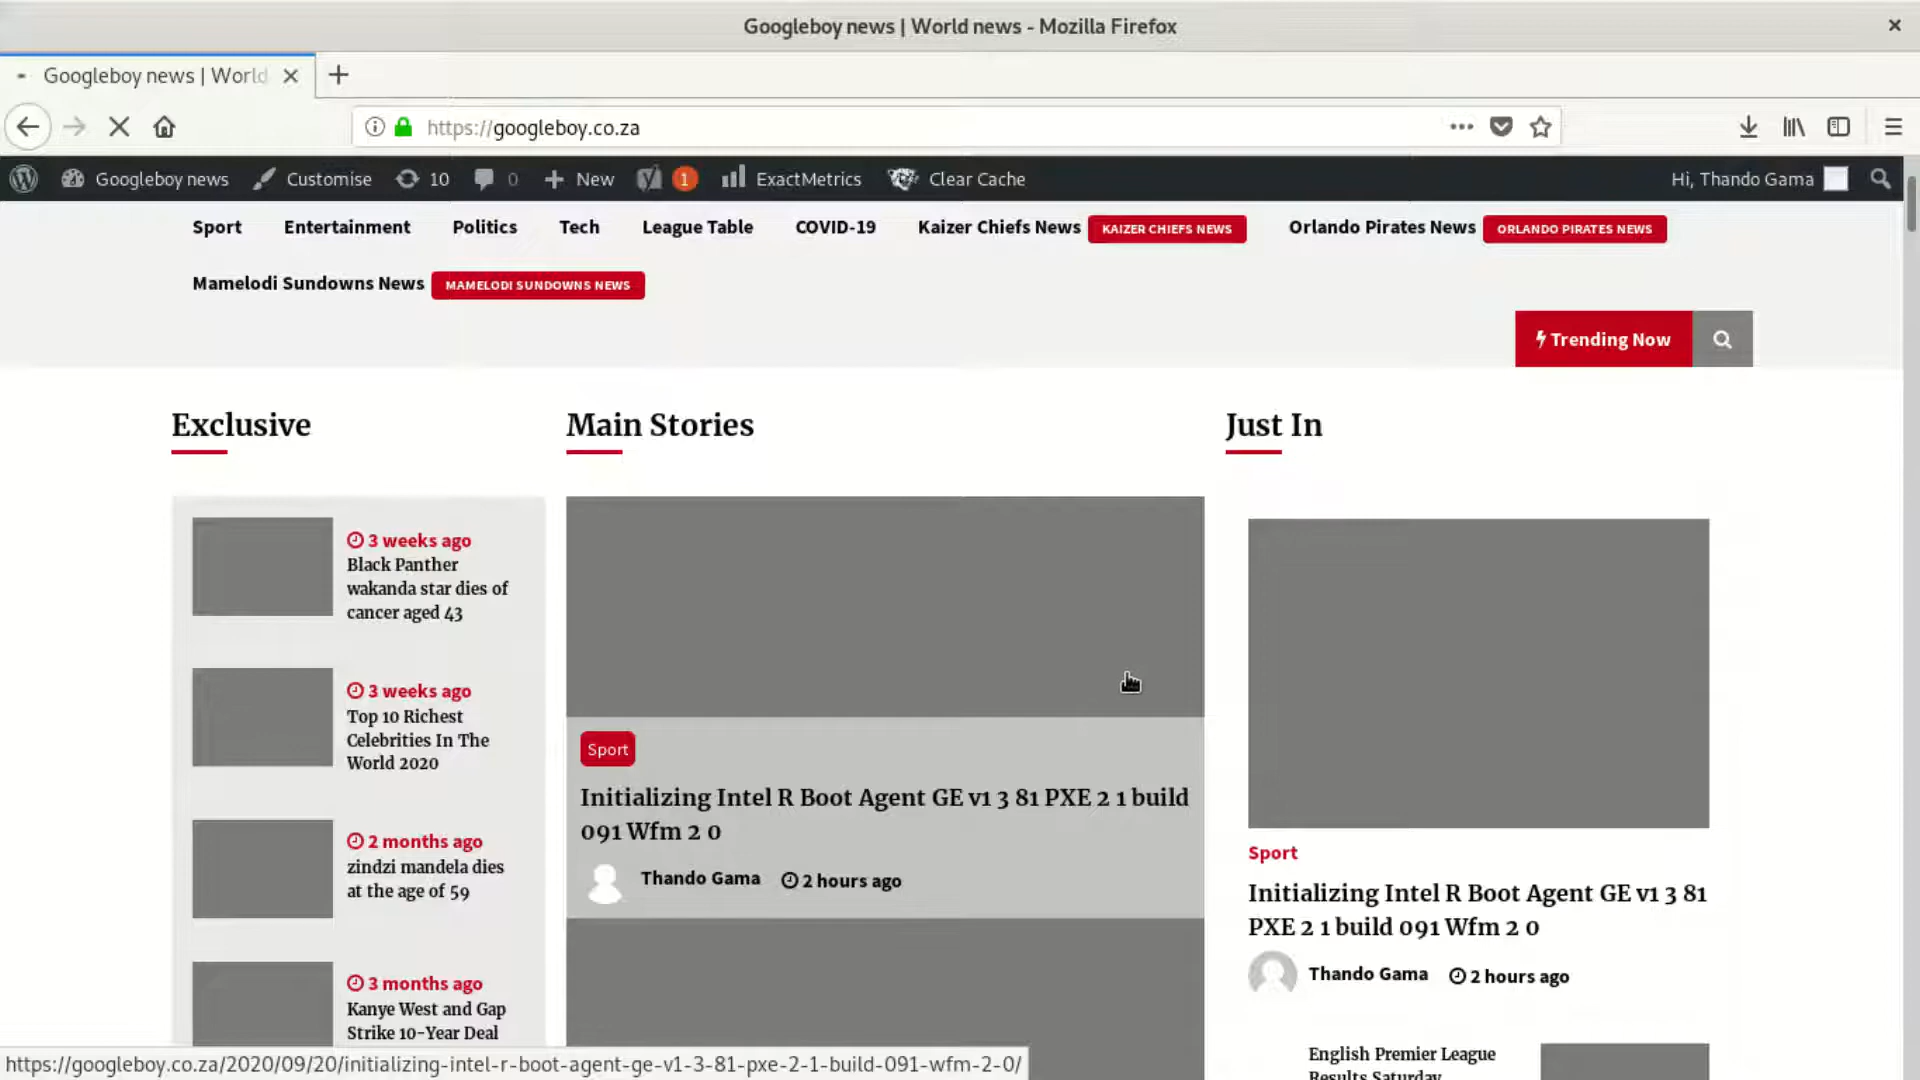 Googleboy news | World news - Mozilla Firefox
Googleboy news | World
https://googleboy.co.za
Googleboy news Customise 10 0 New 1 ExactMetrics Clear Cache Hi, Thando Gama
Sport Entertainment Politics Tech League Table COVID-19 Kaizer Chiefs News KAIZER CHIEFS NEWS Orlando Pirates News ORLANDO PIRATES NEWS
Mamelodi Sundowns News MAMELODI SUNDOWNS NEWS
Trending Now
Exclusive
3 weeks ago
Black Panther
wakanda star dies of
cancer aged 43
3 weeks ago
Top 10 Richest
Celebrities In The
World 2020
2 months ago
zindzi mandela dies
at the age of 59
3 months ago
Kanye West and Gap
Strike 10-Year Deal
Main Stories
Sport
Initializing Intel R Boot Agent GE v1 3 81 PXE 2 1 build
091 Wfm 2 0
Thando Gama 2 hours ago
Just In
Sport
Initializing Intel R Boot Agent GE v1 3 81
PXE 2 1 build 091 Wfm 2 0
Thando Gama 2 hours ago
English Premier League
Results Saturday
https://googleboy.co.za/2020/09/20/initializing-intel-r-boot-agent-ge-v1-3-81-pxe-2-1-build-091-wfm-2-0/